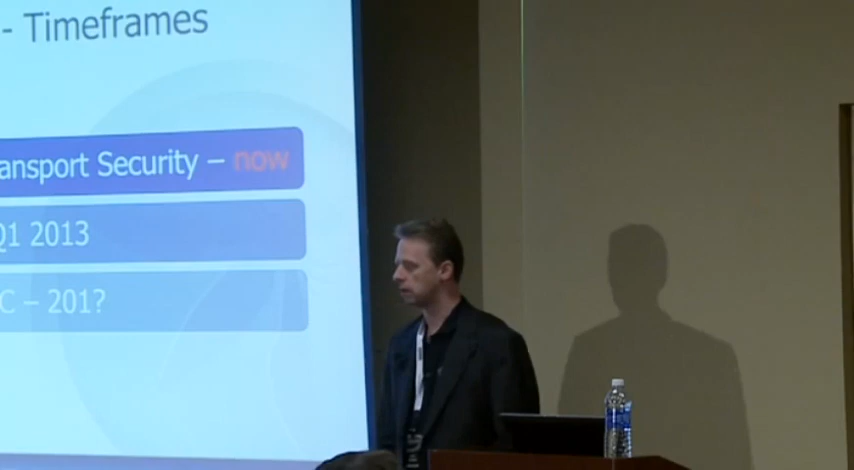 - Timeframes
ansport Security – now
Q1 2013
C – 201?